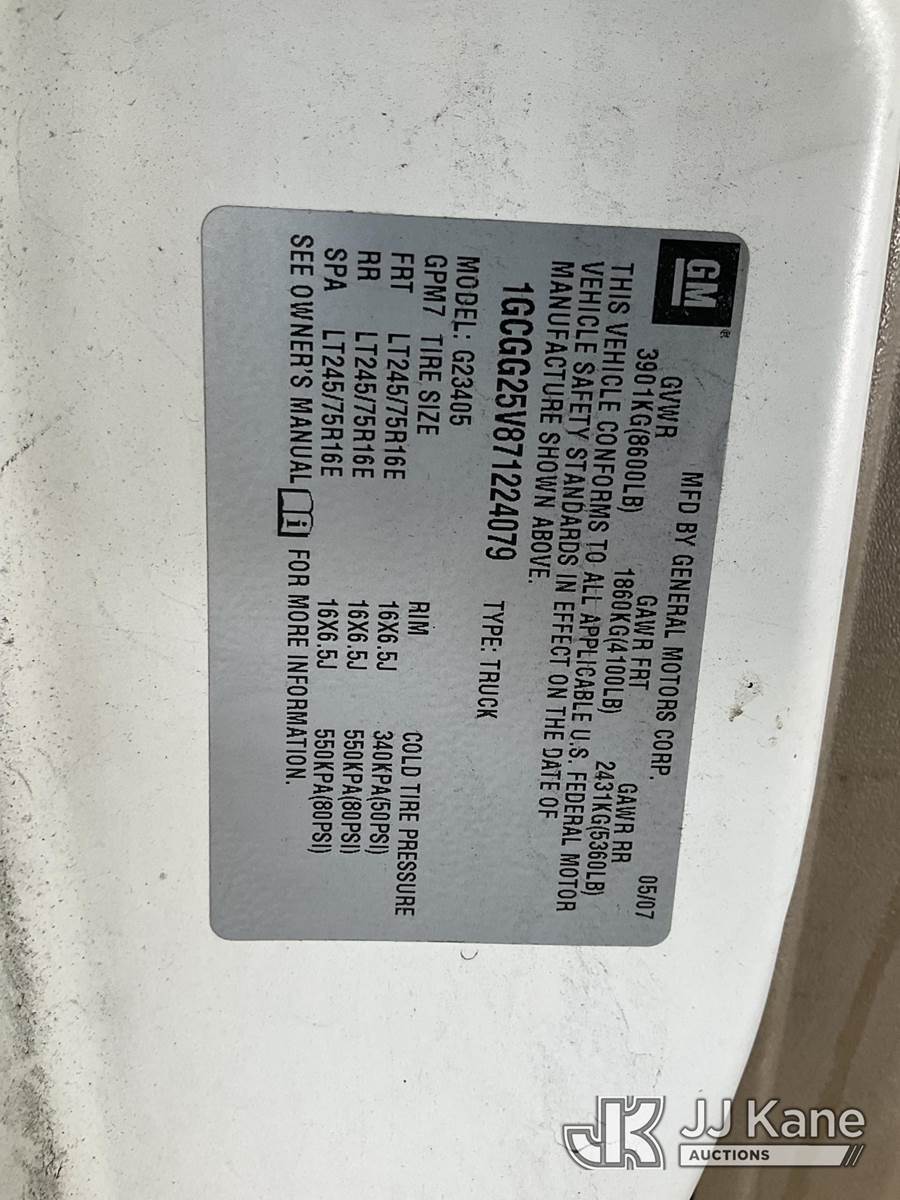 GM
®
MFD BY GENERAL MOTORS CORP. 05/07
GVWR GAWR FRT GAWR RR
3901KG(8600LB) 1860KG(4100LB) 2431KG(5360LB)
THIS VEHICLE CONFORMS TO ALL APPLICABLE U.S. FEDERAL MOTOR
VEHICLE SAFETY STANDARDS IN EFFECT ON THE DATE OF
MANUFACTURE SHOWN ABOVE.
1GCGG25V871224079 TYPE: TRUCK
MODEL: G23405
GPM7 TIRE SIZE RIM COLD TIRE PRESSURE
FRT LT245/75R16E 16X6.5J 340KPA(50PSI)
RR LT245/75R16E 16X6.5J 550KPA(80PSI)
SPA LT245/75R16E 16X6.5J 550KPA(80PSI)
SEE OWNER'S MANUAL i FOR MORE INFORMATION.
JK JJ Kane
AUCTIONS